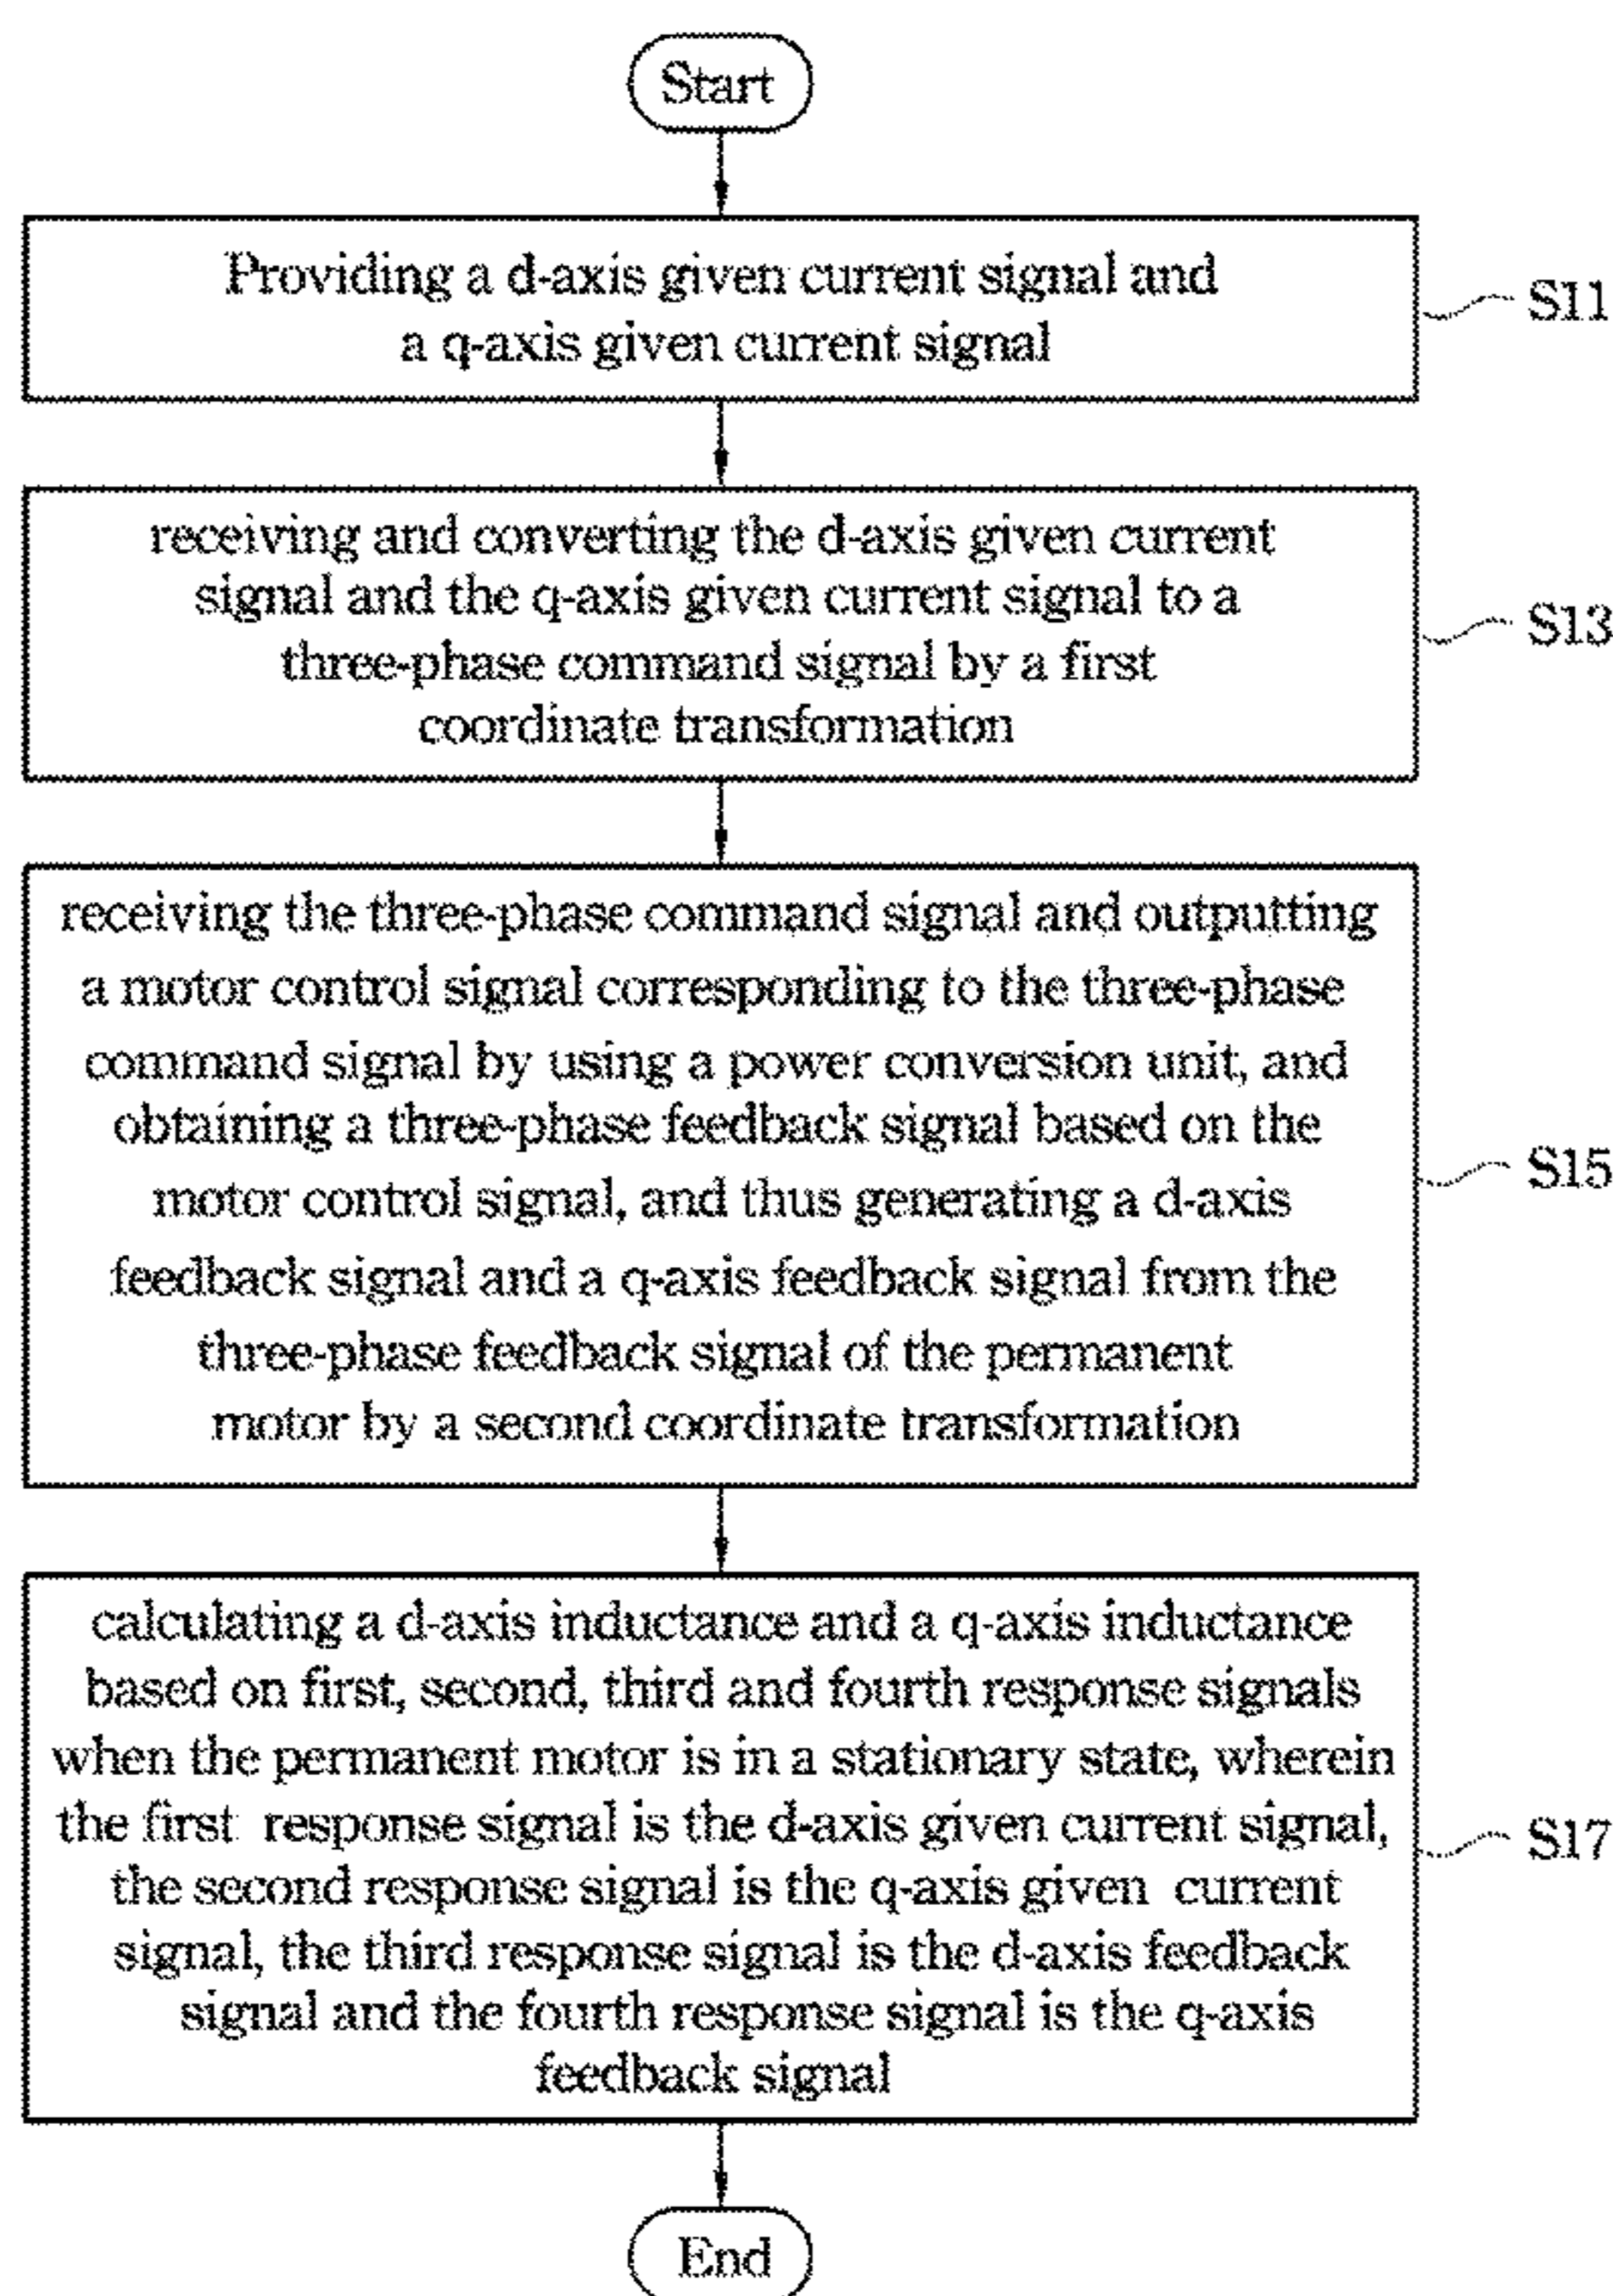 Start
Providing a d-axis given current signal and
a q-axis given current signal
S11
receiving and converting the d-axis given current
signal and the q-axis given current signal to a
three-phase command signal by a first
coordinate transformation
S13
receiving the three-phase command signal and outputting
a motor control signal corresponding to the three-phase
command signal by using a power conversion unit, and
obtaining a three-phase feedback signal based on the
motor control signal, and thus generating a d-axis
feedback signal and a q-axis feedback signal from the
three-phase feedback signal of the permanent
motor by a second coordinate transformation
S15
calculating a d-axis inductance and a q-axis inductance
based on first, second, third and fourth response signals
when the permanent motor is in a stationary state, wherein
the first response signal is the d-axis given current signal,
the second response signal is the q-axis given current
signal, the third response signal is the d-axis feedback
signal and the fourth response signal is the q-axis
feedback signal
S17
End